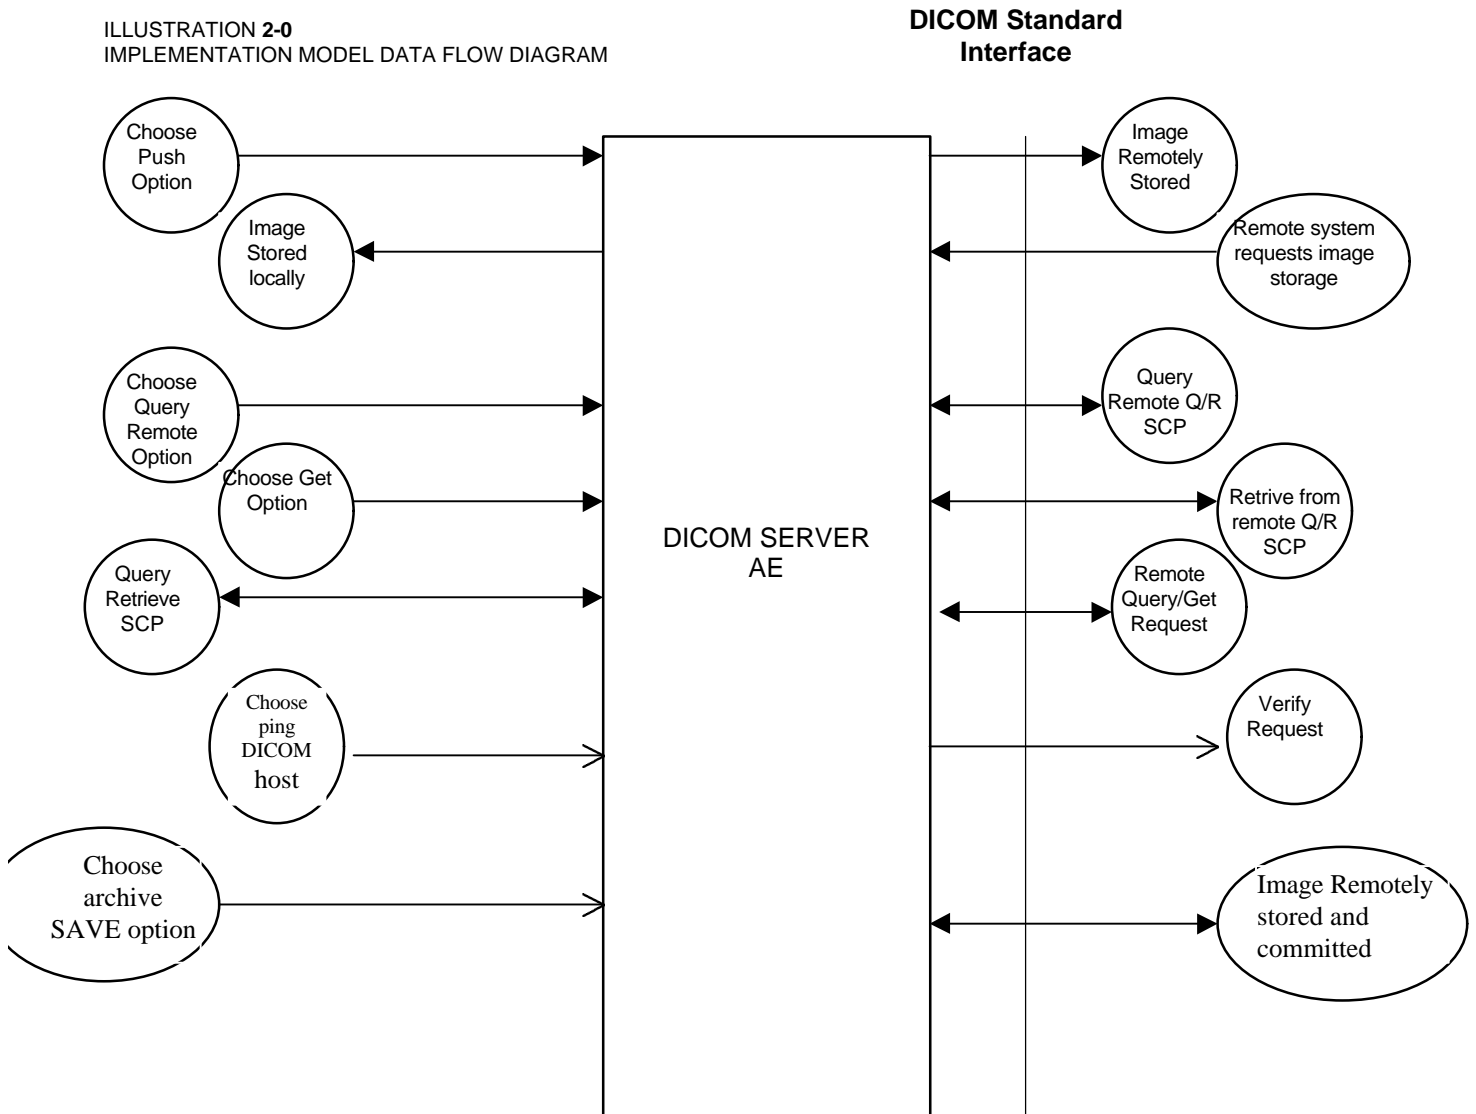 ILLUSTRATION 2-0
IMPLEMENTATION MODEL DATA FLOW DIAGRAM
DICOM Standard
Interface
Choose
Push
Option
Image
Remotely
Stored
Image
Stored
locally
Remote system
requests image
storage
Choose
Query
Remote
Option
Query
Remote Q/R
SCP
Choose Get
Option
Retrive from
remote Q/R
SCP
DICOM SERVER
AE
Query
Retrieve
SCP
Remote
Query/Get
Request
Choose
ping
DICOM
host
Verify
Request
Choose
archive
SAVE option
Image Remotely
stored and
committed